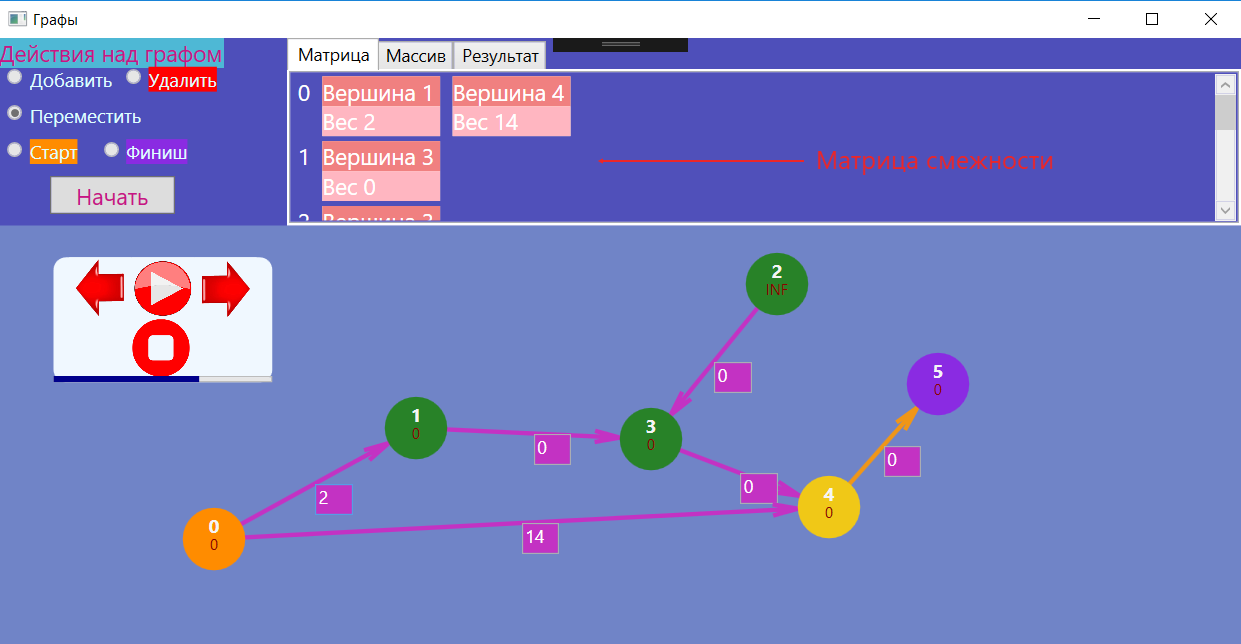 Графы
Действия над графом
Добавить Удалить
Переместить
Старт Финиш
Начать
Матрица Массив Результат
0 Вершина 1 Вершина 4
Вес 2 Вес 14
1 Вершина 3
Вес 0
Матрица смежности
2
INF
0
5
0
1
0
0
3
0
0
4
0
0
2
0
0
14